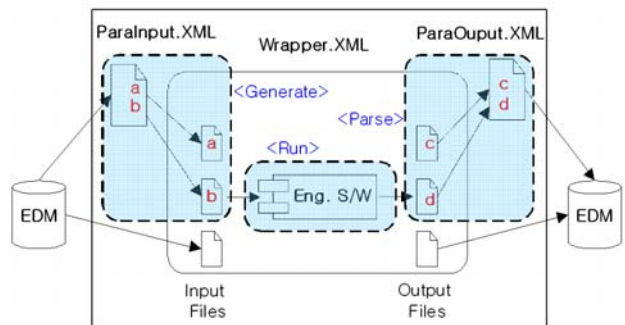 ParaInput.XML
Wrapper.XML
ParaOuput.XML
a
b
<Generate>
<Parse>
<Run>
c
d
a
c
b
Eng. S/W
d
EDM
EDM
Input
Files
Output
Files